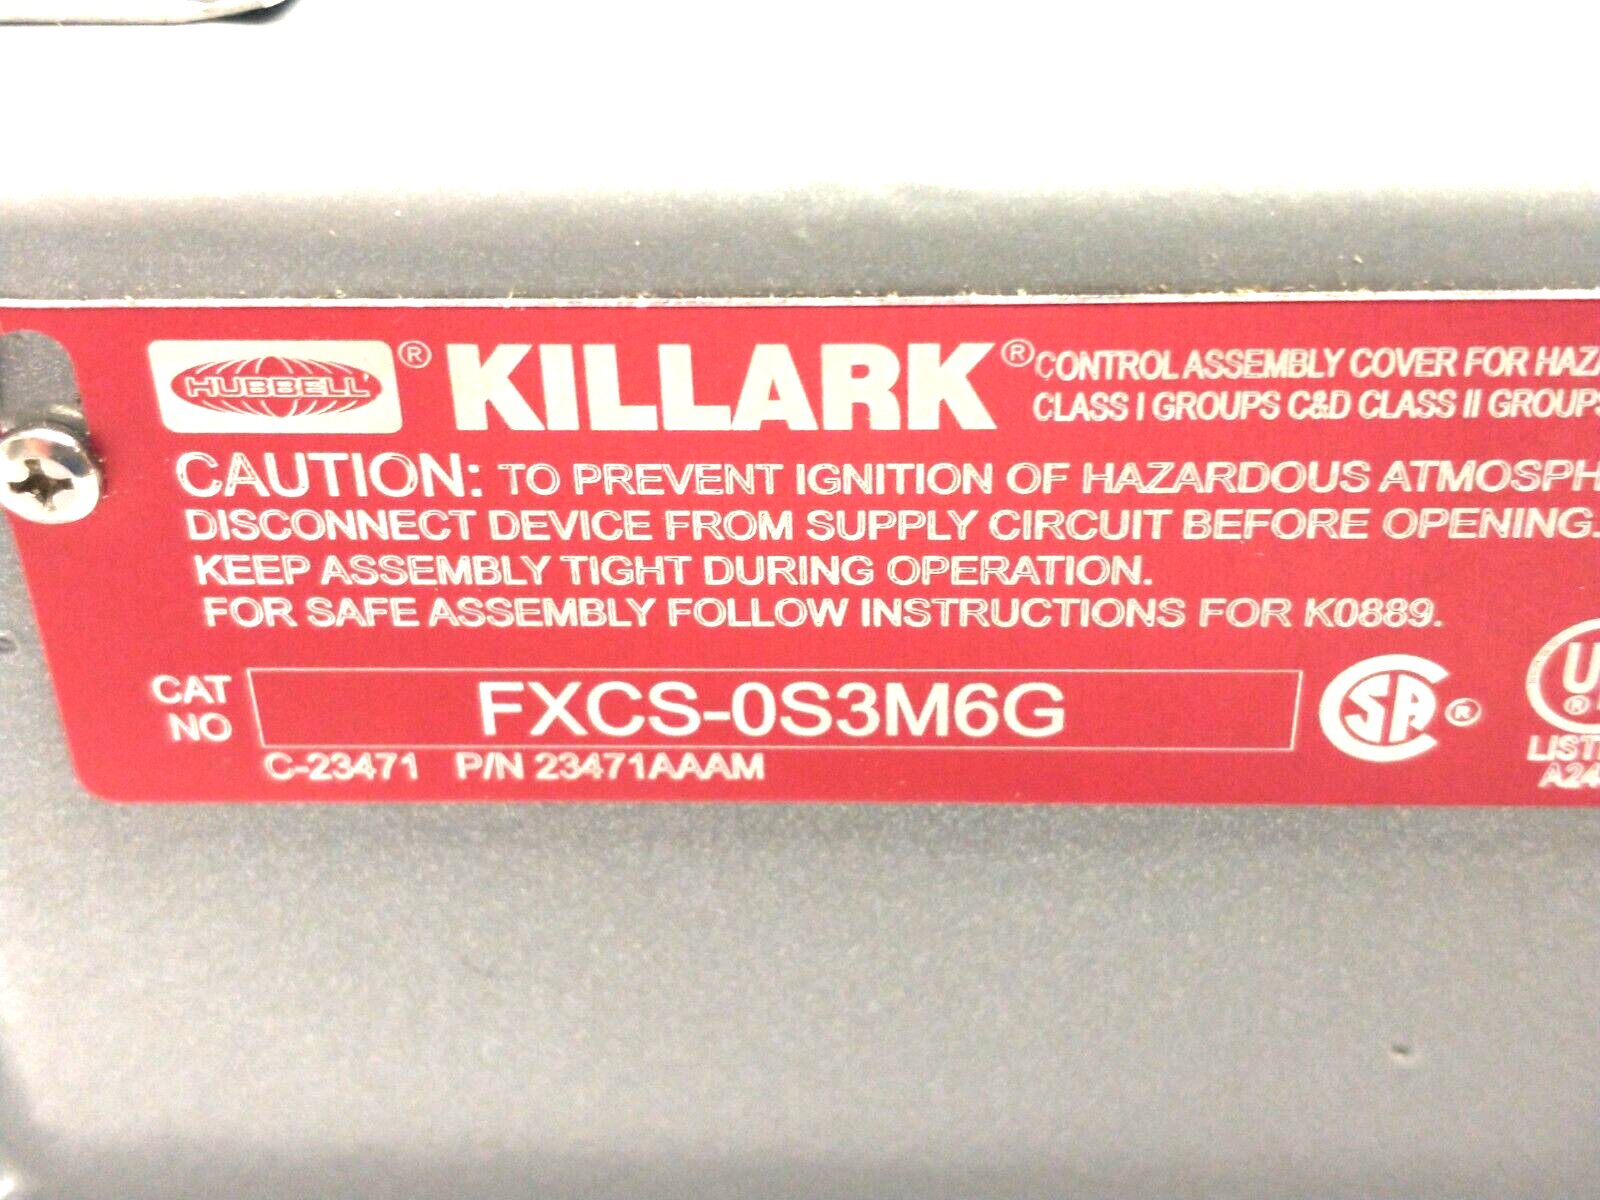 HUBBELL ® KILLARK ® CONTROL ASSEMBLY COVER FOR
CLASS I GROUPS C&D CLASS II GROUPS
CAUTION: TO PREVENT IGNITION OF HAZARDOUS
DISCONNECT DEVICE FROM SUPPLY CIRCUIT BEFORE OPENING.
KEEP ASSEMBLY TIGHT DURING OPERATION.
FOR SAFE ASSEMBLY FOLLOW INSTRUCTIONS FOR K0889.
CAT NO FXCS-0S3M6G
C-23471 P/N 23471AAAM
SA ®